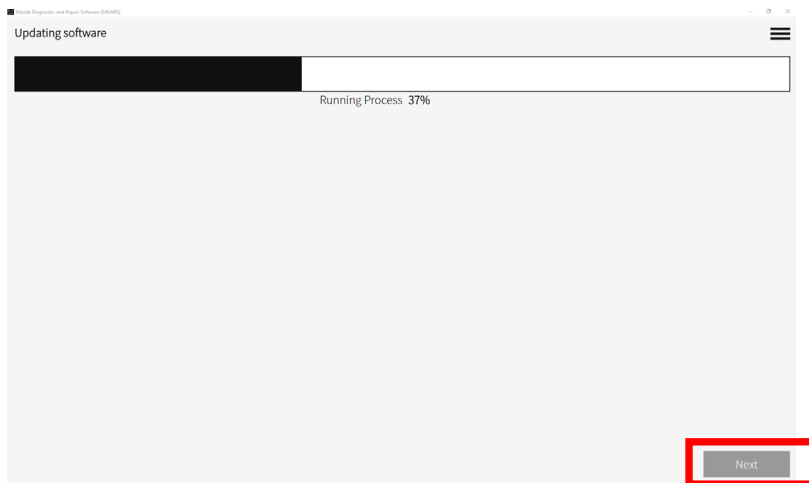 Mazda Diagnostic and Repair Software (MDARS)
Updating software
Running Process 37%
Next